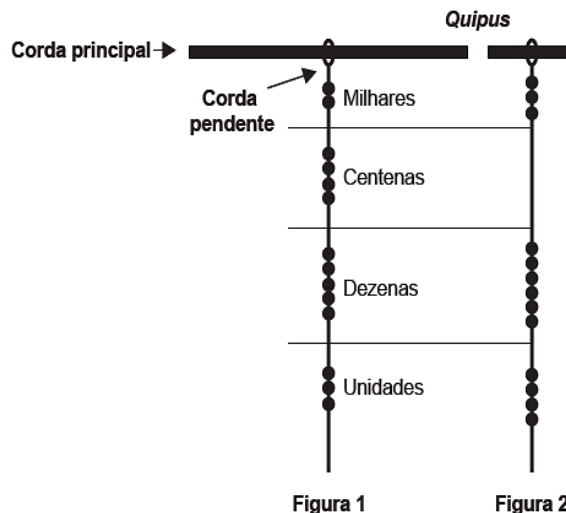 Quipus
Corda principal
Corda
pendente
Milhares
Centenas
Dezenas
Unidades
Figura 1
Figura 2